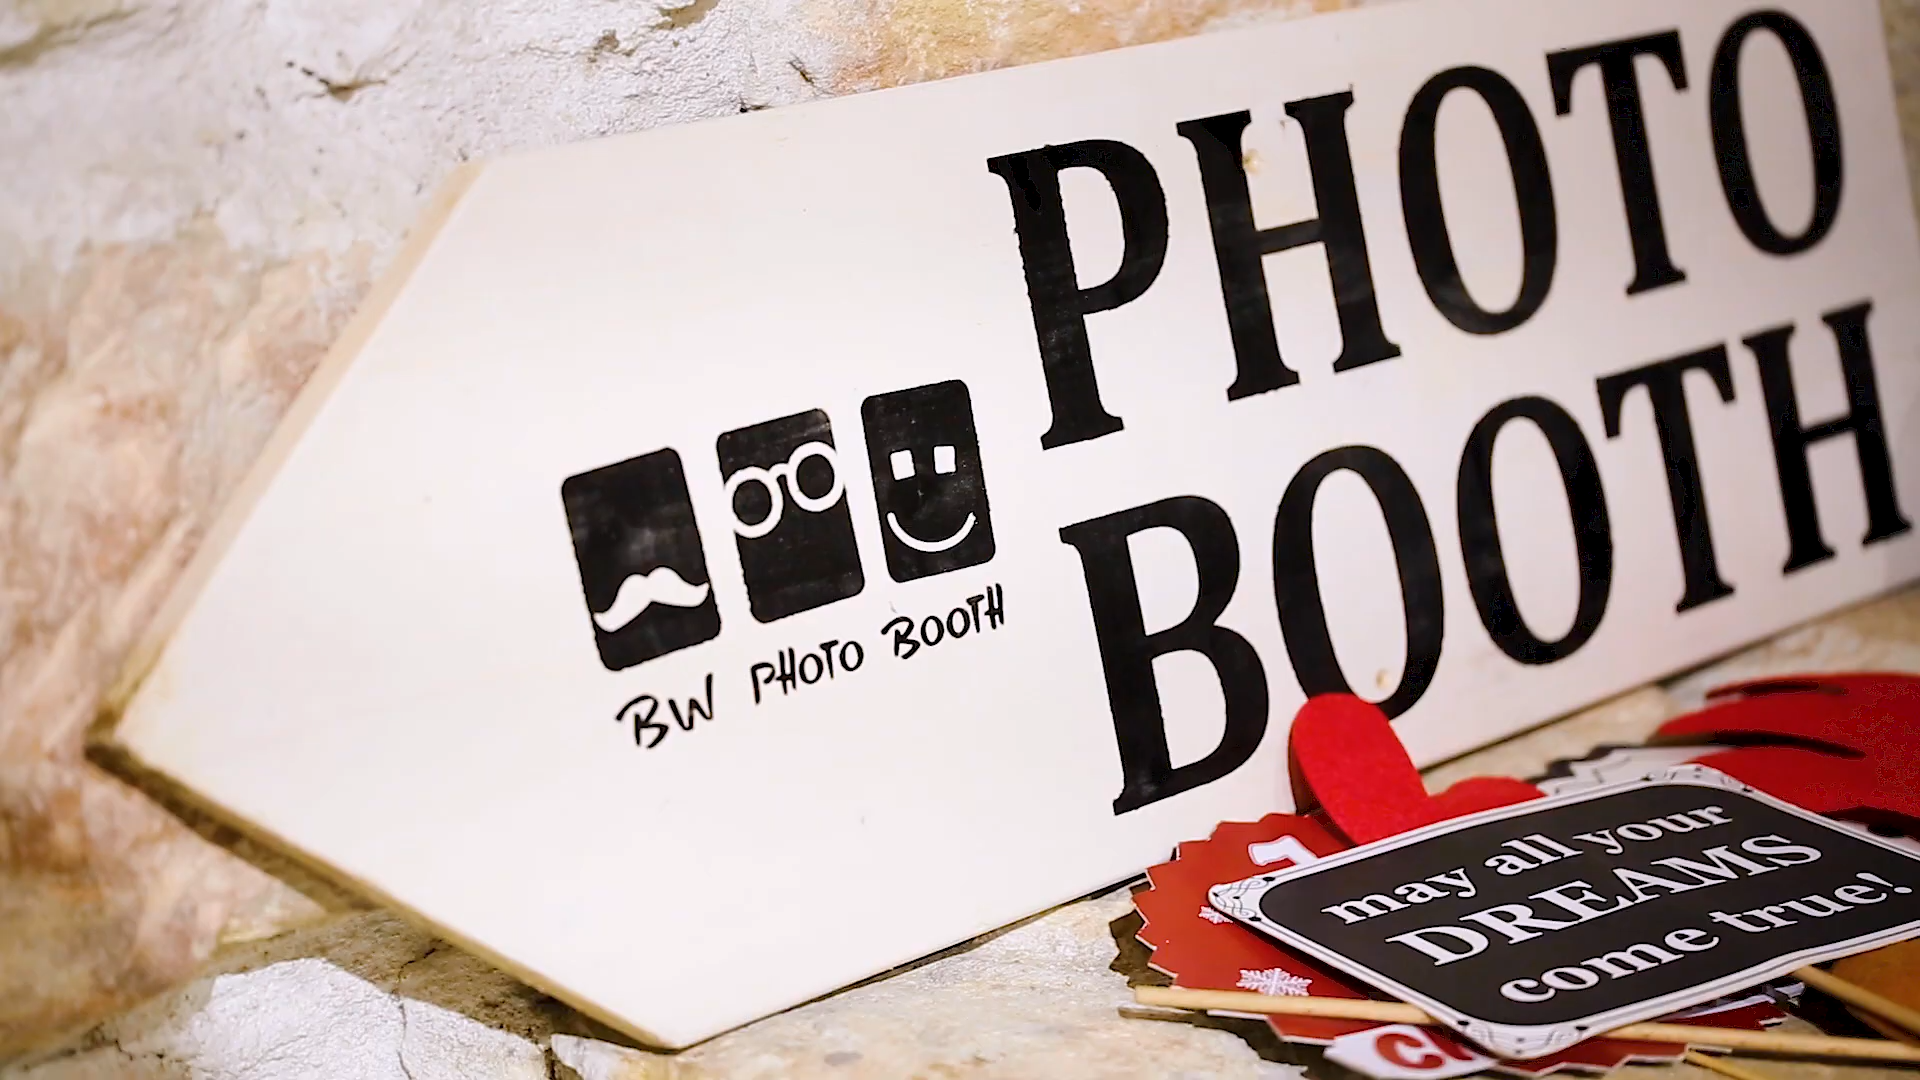 PHOTO
BOOTH
BW PHOTO BOOTH
may all your
DREAMS
come true!